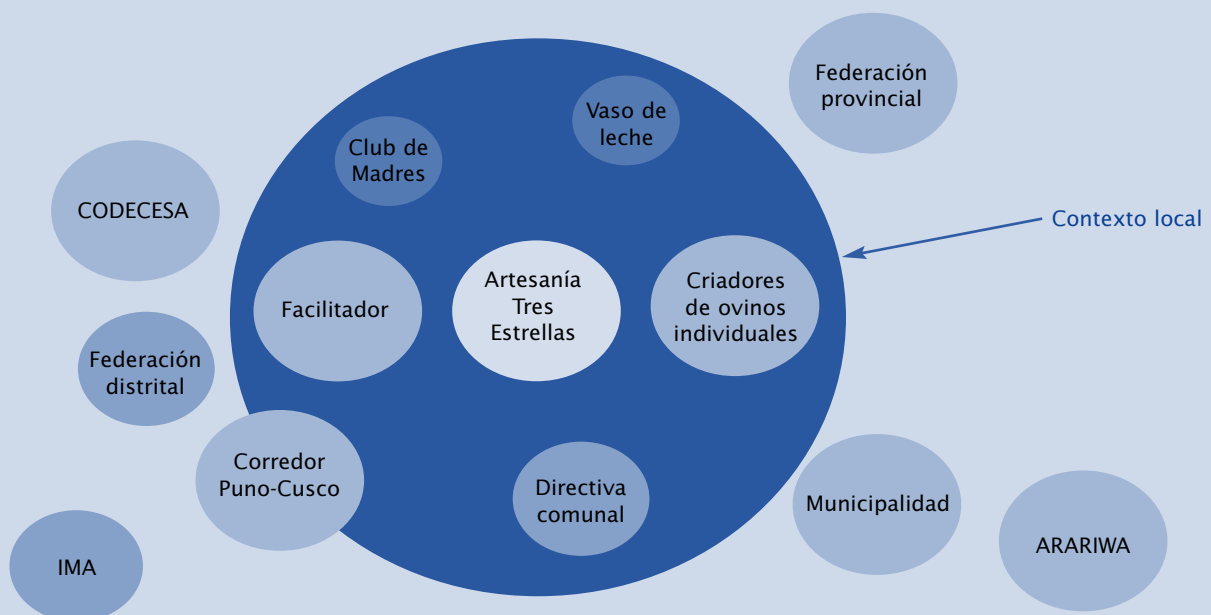 Federación
provincial
Vaso de
leche
Club de
Madres
CODECESA
Contexto local
Facilitador
Artesanía
Tres
Estrellas
Criadores
de ovinos
individuales
Federación
distrital
Corredor
Puno-Cusco
Directiva
comunal
Municipalidad
ARARIWA
IMA